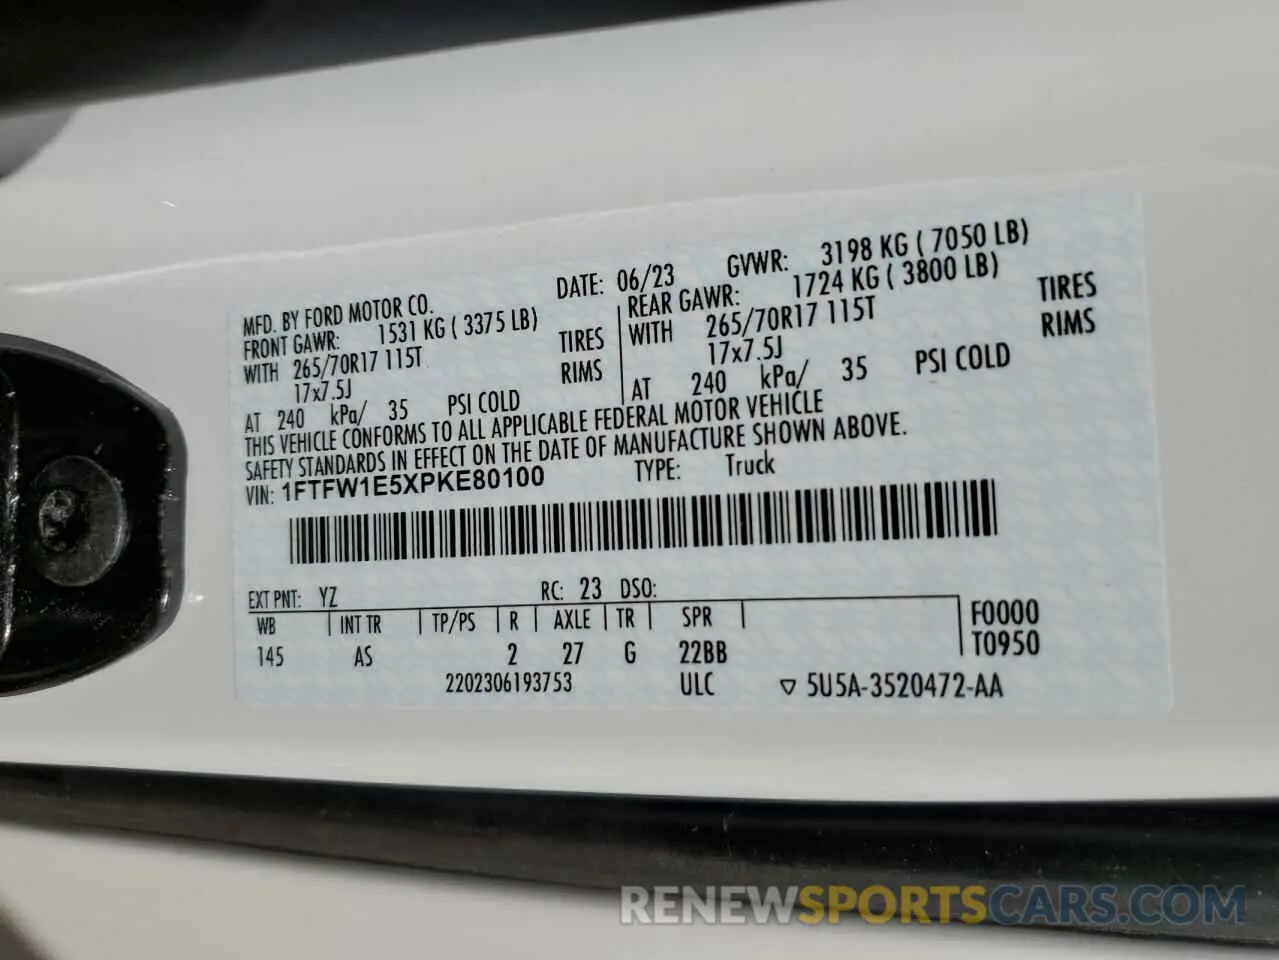 MFD. BY FORD MOTOR CO. DATE: 06/23 GVWR: 3198 KG ( 7050 LB)
FRONT GAWR: 1531 KG ( 3375 LB) REAR GAWR: 1724 KG ( 3800 LB)
WITH 265/70R17 115T TIRES WITH 265/70R17 115T TIRES
17x7.5J RIMS 17x7.5J RIMS
AT 240 kPa/ 35 PSI COLD AT 240 kPa/ 35 PSI COLD
THIS VEHICLE CONFORMS TO ALL APPLICABLE FEDERAL MOTOR VEHICLE
SAFETY STANDARDS IN EFFECT ON THE DATE OF MANUFACTURE SHOWN ABOVE.
VIN: 1FTFW1E5XPKE80100 TYPE: Truck
EXT PNT: YZ RC: 23 DSO:
WB INT TR TP/PS R AXLE TR SPR F0000
145 AS 2 27 G 22BB T0950
2202306193753 ULC ▽ 5U5A-3520472-AA
RENEWSPORTSCARS.COM